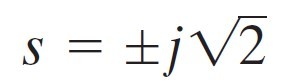 s = ±j√2